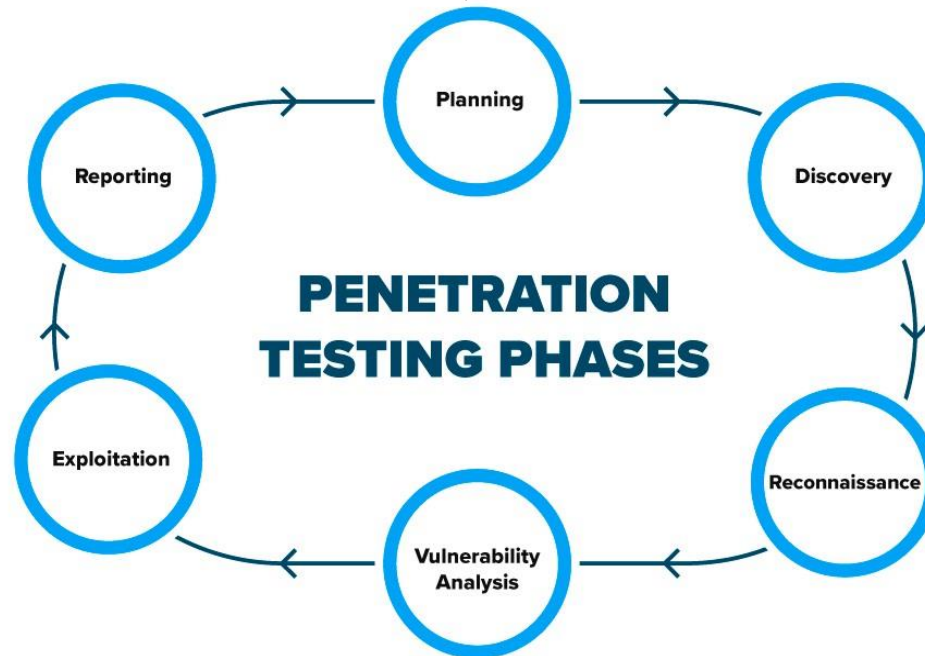 Planning
Discovery
Reporting
PENETRATION
TESTING PHASES
Reconnaissance
Exploitation
Vulnerability
Analysis